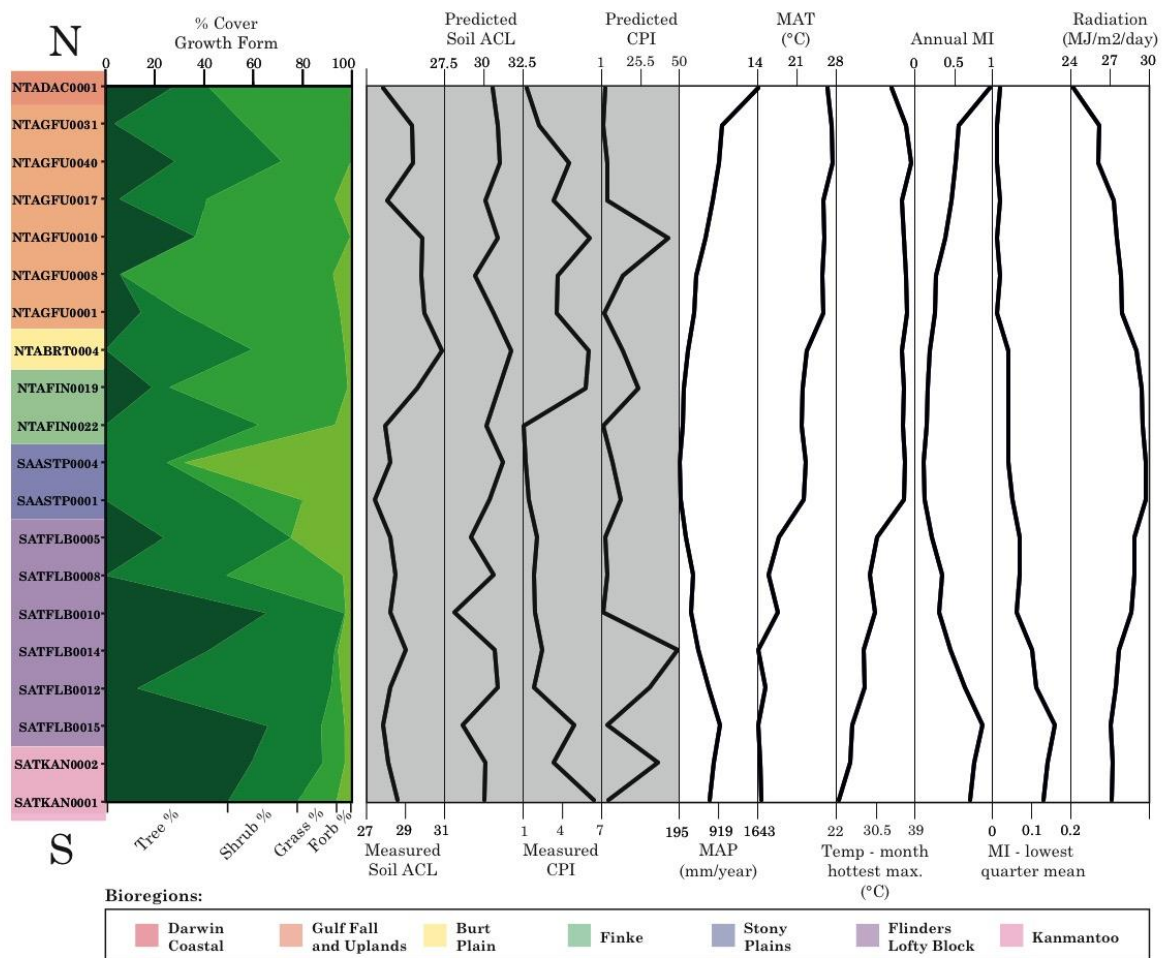 N
% Cover
Growth Form
0 20 40 60 80 100
Predicted
Soil ACL
27.5 30 32.5
Predicted
CPI
1 25.5 50
MAT
(°C)
14 21 28
Annual MI
0 0.5 1
Radiation
(MJ/m2/day)
24 27 30
NTADAC0001
NTAGFU0031
NTAGFU0040
NTAGFU0017
NTAGFU0010
NTAGFU0008
NTAGFU0001
NTABRT0004
NTAFIN0019
NTAFIN0022
SAASTP0004
SAASTP0001
SATFLB0005
SATFLB0008
SATFLB0010
SATFLB0014
SATFLB0012
SATFLB0015
SATKAN0002
SATKAN0001
S
Tree %
Shrub %
Grass %
Forb %
27 29 31
Measured
Soil ACL
1 4 7
Measured
CPI
195 919 1643
MAP
(mm/year)
22 30.5 39
Temp - month
hottest max.
(°C)
0 0.1 0.2
MI - lowest
quarter mean
Bioregions:
Darwin
Coastal
Gulf Fall
and Uplands
Burt
Plain
Finke
Stony
Plains
Flinders
Lofty Block
Kanmantoo